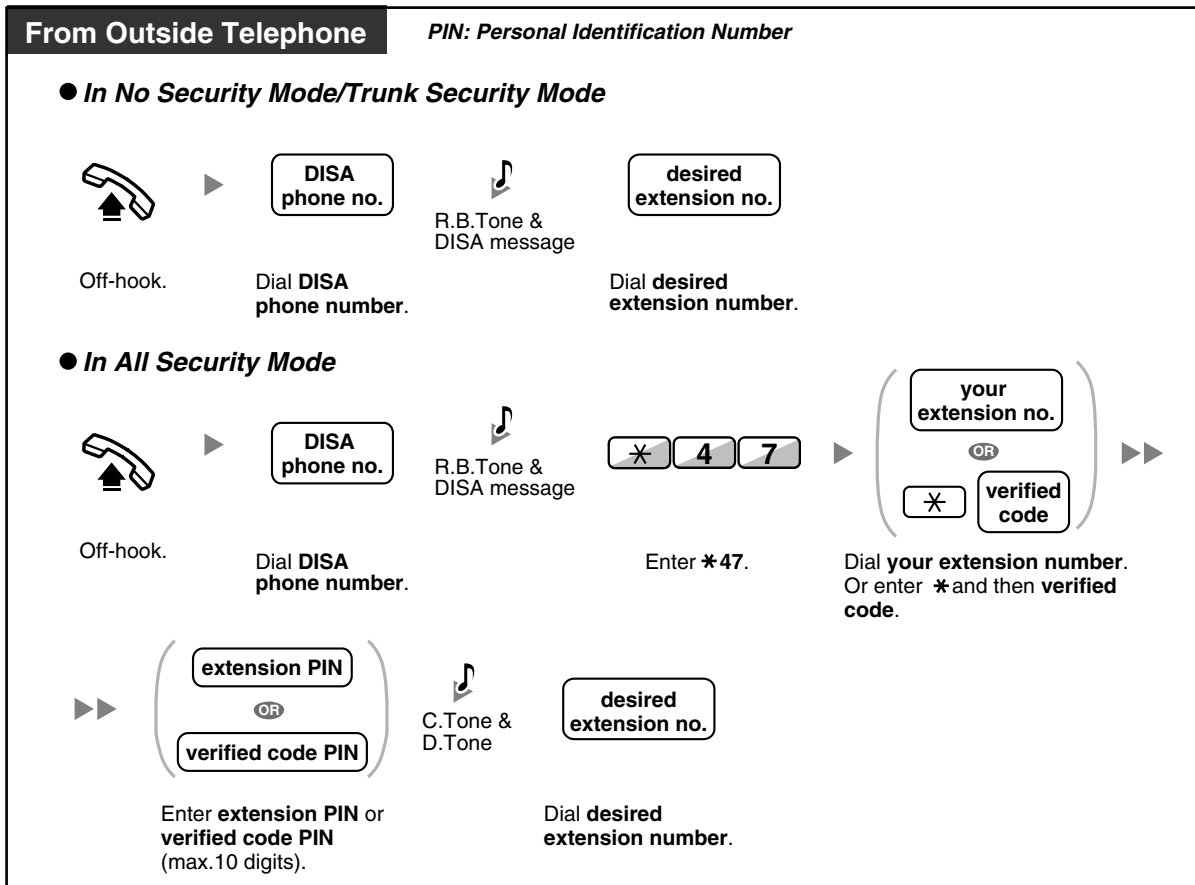 From Outside Telephone
PIN: Personal Identification Number
● In No Security Mode/Trunk Security Mode
DISA
phone no.
R.B.Tone &
DISA message
desired
extension no.
Off-hook.
Dial DISA
phone number.
Dial desired
extension number.
● In All Security Mode
DISA
phone no.
R.B.Tone &
DISA message
* 4 7
your
extension no.
OR
* verified
code
Off-hook.
Dial DISA
phone number.
Enter *47.
Dial your extension number.
Or enter * and then verified
code.
extension PIN
OR
verified code PIN
C.Tone &
D.Tone
desired
extension no.
Enter extension PIN or
verified code PIN
(max.10 digits).
Dial desired
extension number.